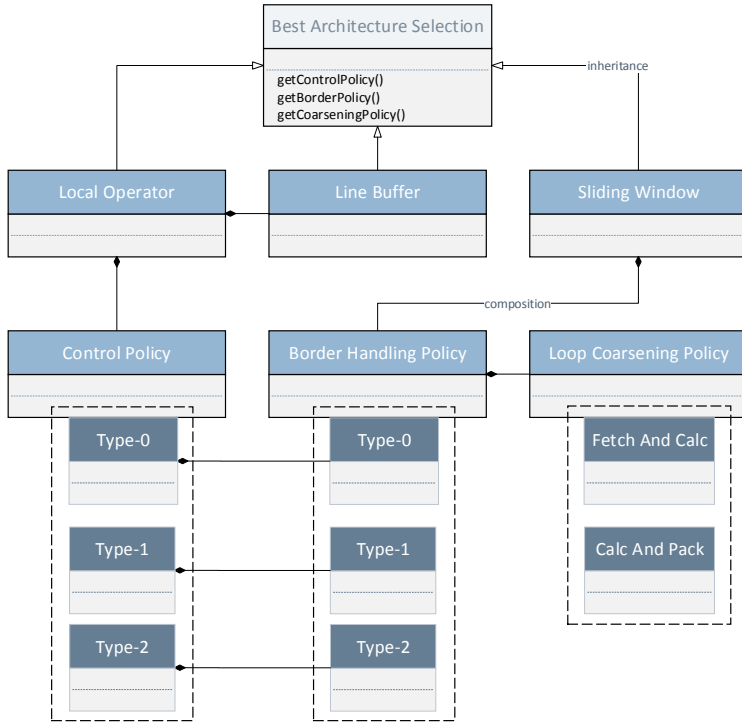 Best Architecture Selection
getControlPolicy()
getBorderPolicy()
getCoarseningPolicy()
inheritance
Local Operator
Line Buffer
Sliding Window
composition
Control Policy
Border Handling Policy
Loop Coarsening Policy
Type-0
Type-0
Fetch And Calc
Type-1
Type-1
Calc And Pack
Type-2
Type-2